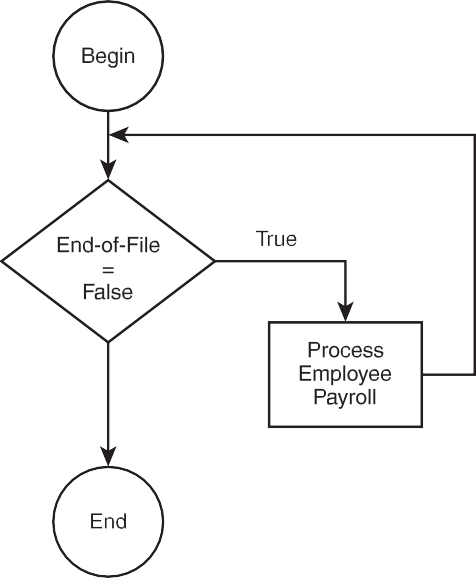 Begin
End-of-File
=
False
True
Process
Employee
Payroll
End